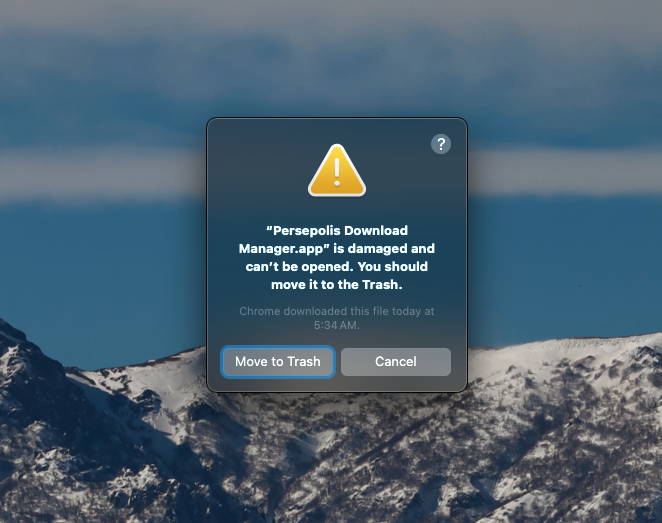 ?
“Persepolis Download
Manager.app” is damaged and
can’t be opened. You should
move it to the Trash.
Chrome downloaded this file today at
5:34 AM.
Move to Trash
Cancel